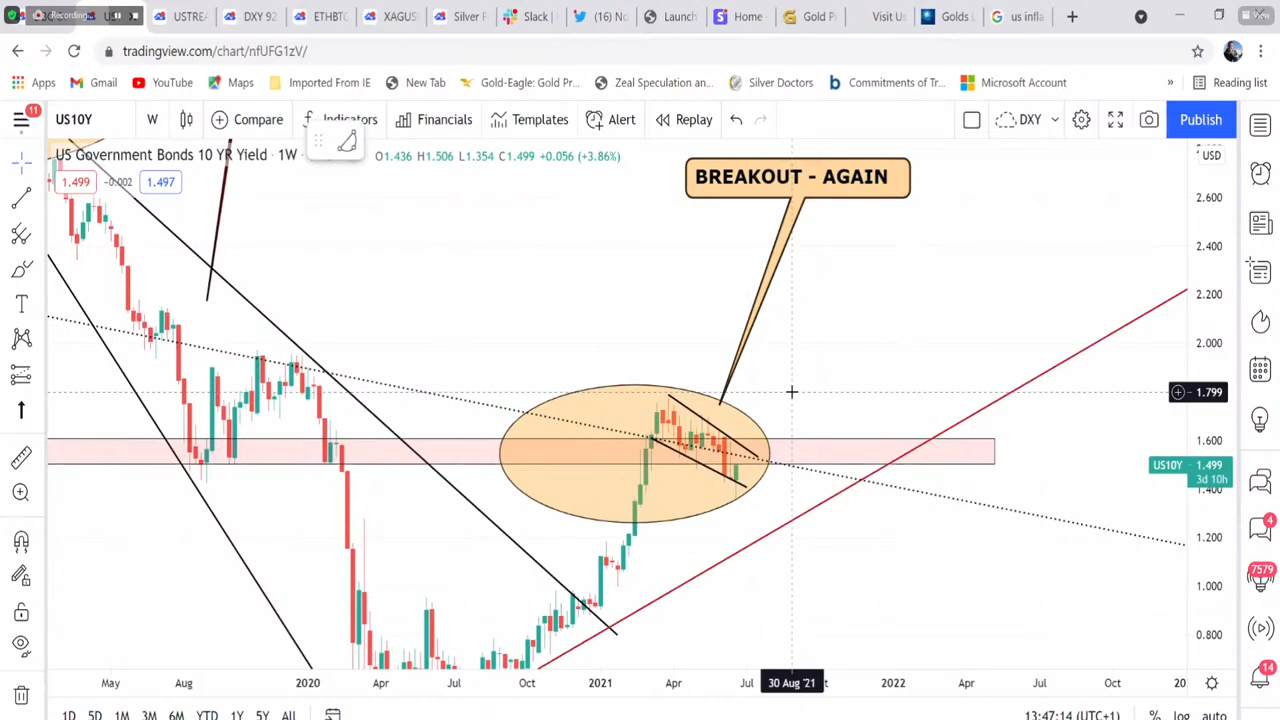 Recording...
USTREA
DXY 92
ETHBTC
XAGUS
Silver F
Slack |
(16) No
Launch
Home
Gold Pr
Visit Us
Golds L
us infla
View
tradingview.com/chart/nfUFG1zV/
Apps
Gmail
YouTube
Maps
Imported From IE
New Tab
Gold-Eagle: Gold Pr...
Zeal Speculation an...
Silver Doctors
Commitments of Tr...
Microsoft Account
»
Reading list
11
US10Y
W
Compare
Indicators
Financials
Templates
Alert
Replay
DXY
Publish
US Government Bonds 10 YR Yield · 1W ·
O1.436 H1.506 L1.354 C1.499 +0.056 (+3.86%)
USD
1.499
-0.002
1.497
BREAKOUT - AGAIN
2.600
2.400
2.200
2.000
1.799
1.600
US10Y
1.499
3d 10h
1.400
1.200
1.000
0.800
4
7579
14
May
Aug
2020
Apr
Jul
Oct
2021
Apr
Jul
30 Aug '21
2022
Apr
Jul
Oct
20
1D
5D
1M
3M
6M
YTD
1Y
5Y
All
13:47:14 (UTC+1)
%
log
auto